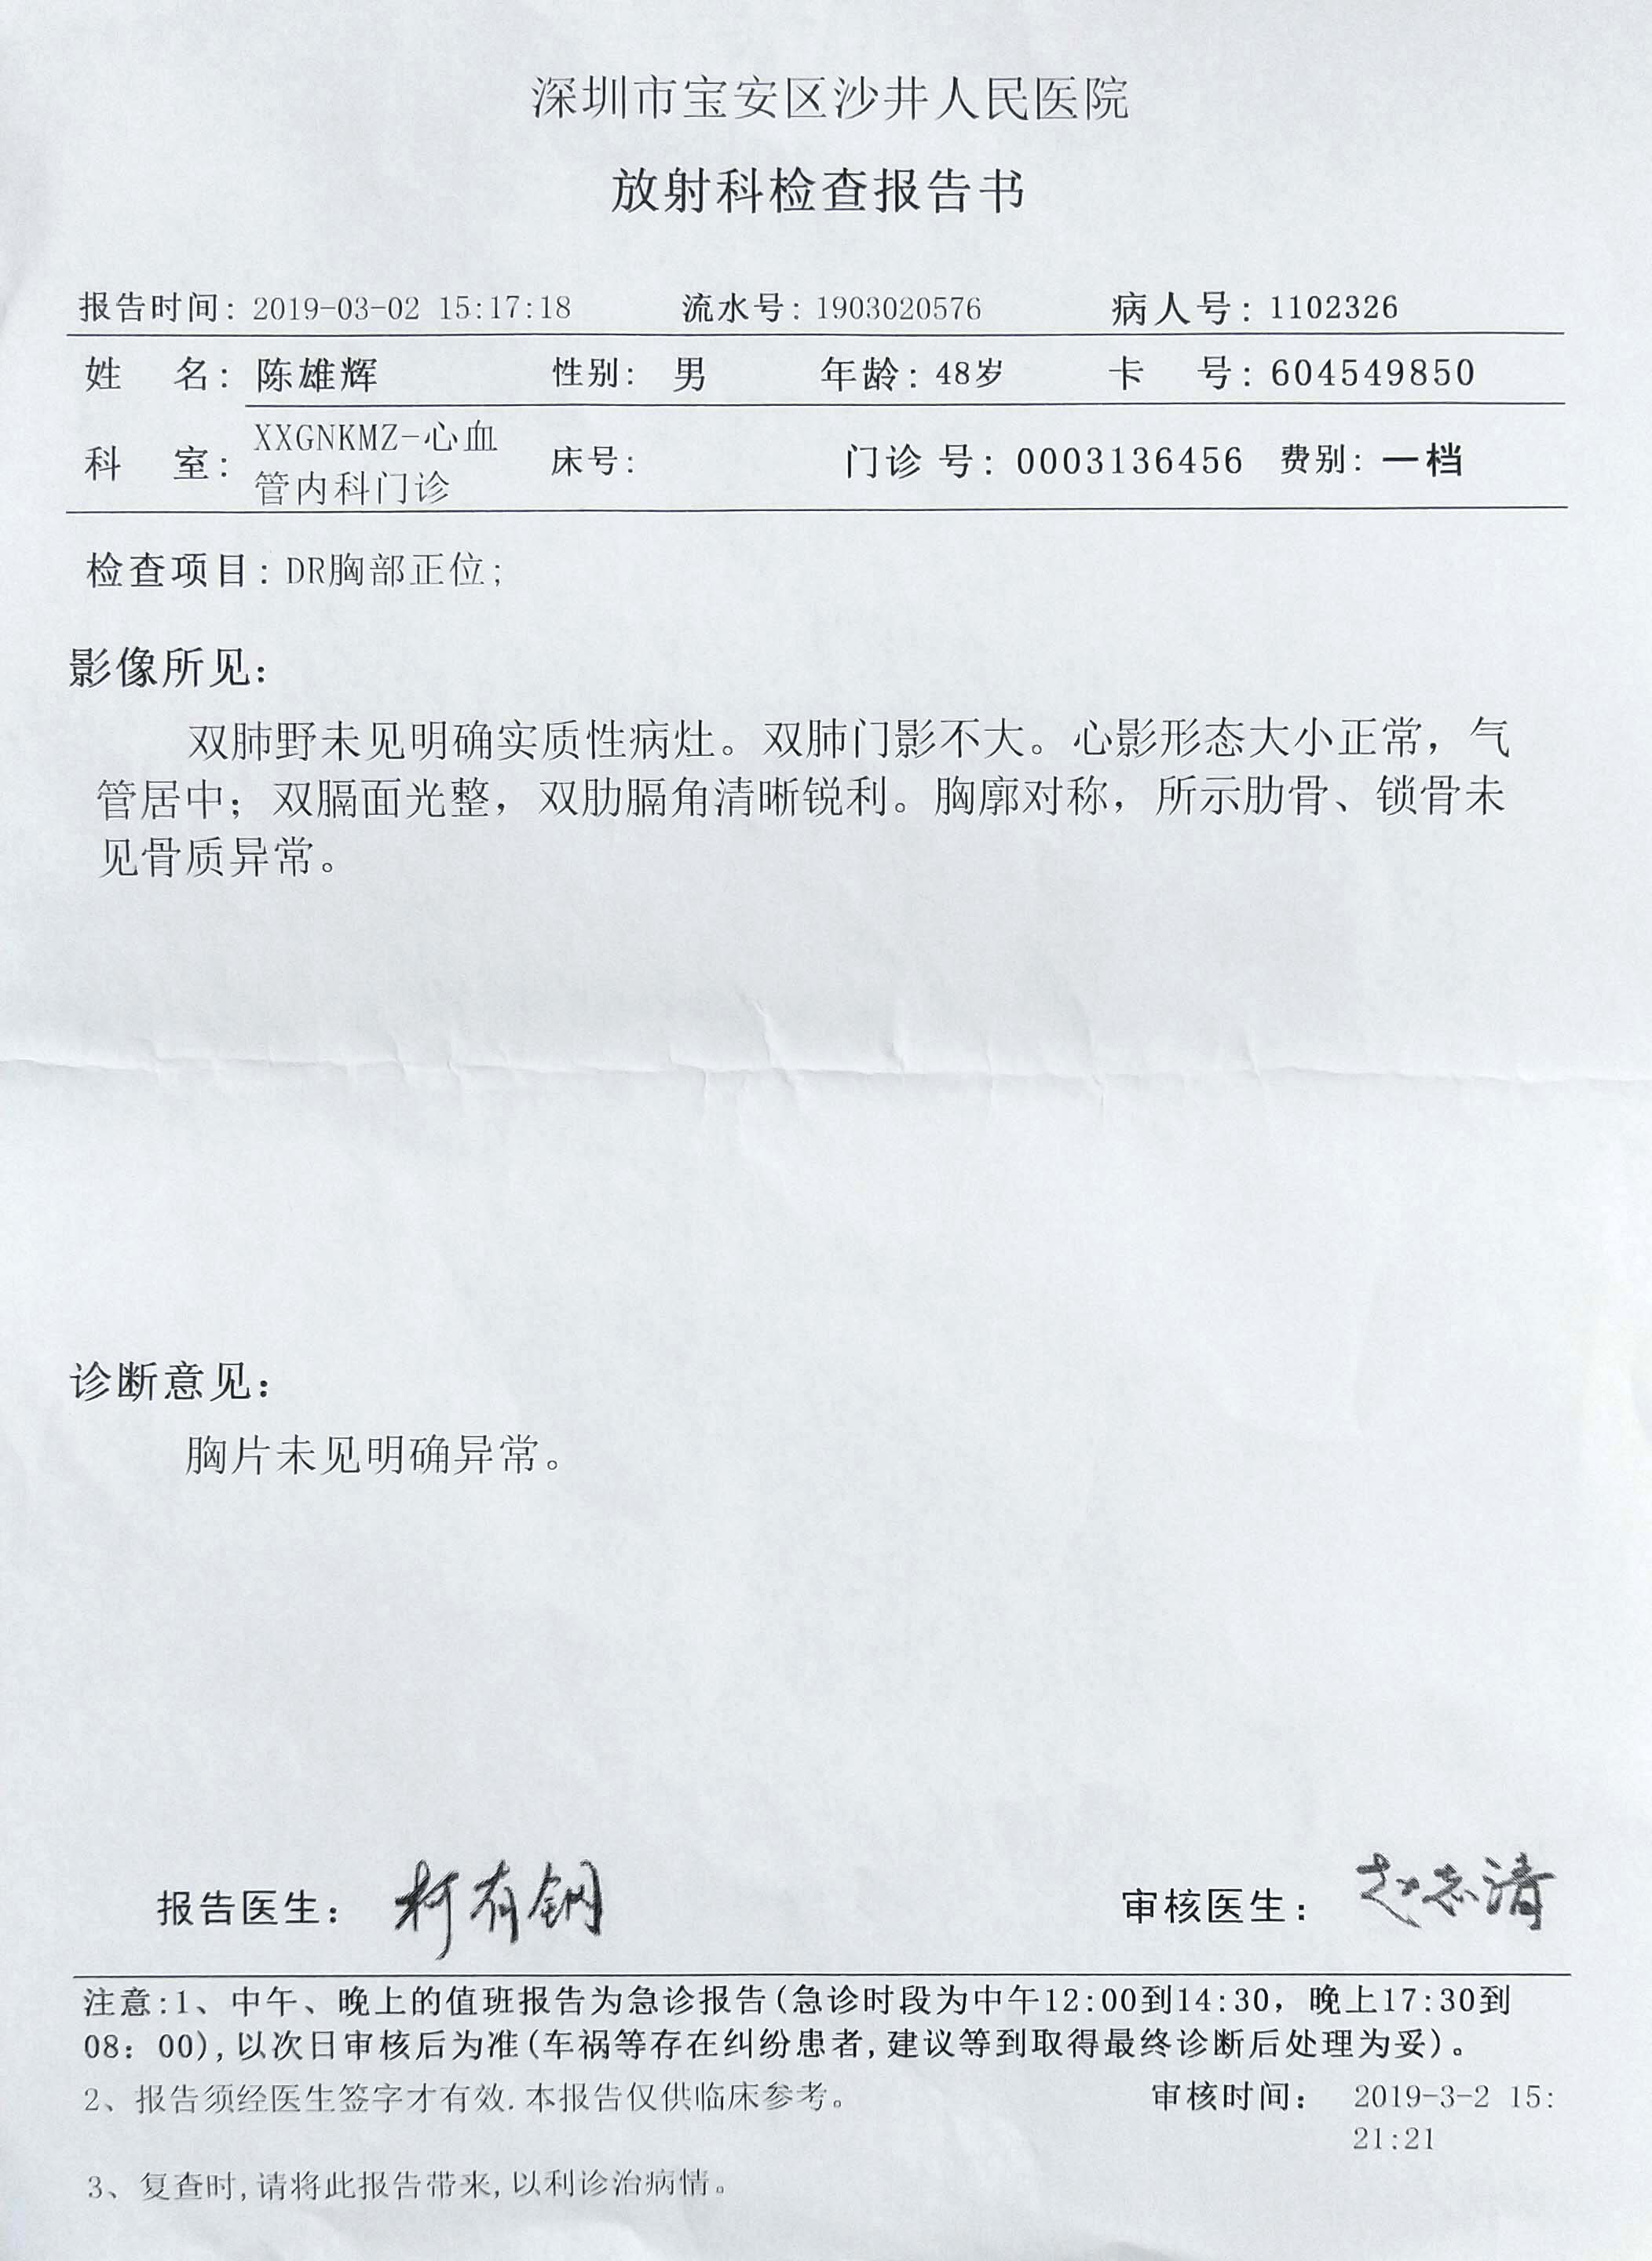 深圳市宝安区沙井人民医院
放射科检查报告书
报告时间: 2019-03-02 15:17:18 流水号: 1903020576 病人号: 1102326
姓 名: 陈雄辉 性别: 男 年龄: 48岁 卡 号: 604549850
科 室: XXGNKMZ-心血管内科门诊 床号: 门诊 号: 0003136456 费别: 一档
检查项目: DR胸部正位;
影像所见:
双肺野未见明确实质性病灶。双肺门影不大。心影形态大小正常，气
管居中；双膈面光整，双肋膈角清晰锐利。胸廓对称，所示肋骨、锁骨未
见骨质异常。
诊断意见:
胸片未见明确异常。
报告医生: 柯有钢 审核医生: 赵志清
注意:1、中午、晚上的值班报告为急诊报告(急诊时段为中午12:00到14:30，晚上17:30到
08: 00),以次日审核后为准(车祸等存在纠纷患者,建议等到取得最终诊断后处理为妥)。
2、报告须经医生签字才有效.本报告仅供临床参考。 审核时间: 2019-3-2 15:
21:21
3、复查时,请将此报告带来,以利诊治病情。